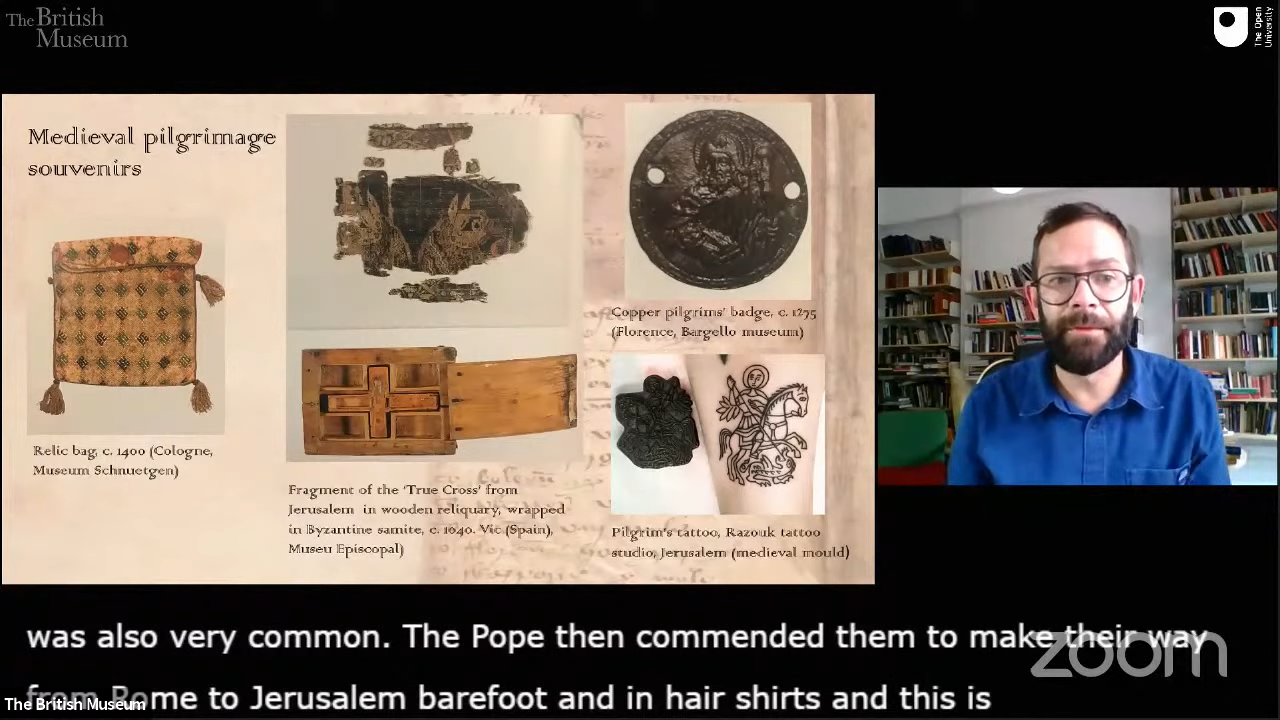 The British
Museum
The Open
University
Medieval pilgrimage
souvenirs
Relic bag, c. 1400 (Cologne,
Museum Schnuetgen)
Fragment of the 'True Cross' from
Jerusalem in wooden reliquary, wrapped
in Byzantine samite, c. 1040. Vic (Spain),
Museu Episcopal)
Copper pilgrims' badge, c. 1275
(Florence, Bargello museum)
Pilgrim's tattoo, Razouk tattoo
studio, Jerusalem (medieval mould)
was also very common. The Pope then commended them to make their way
from Rome to Jerusalem barefoot and in hair shirts and this is
zoom
The British Museum